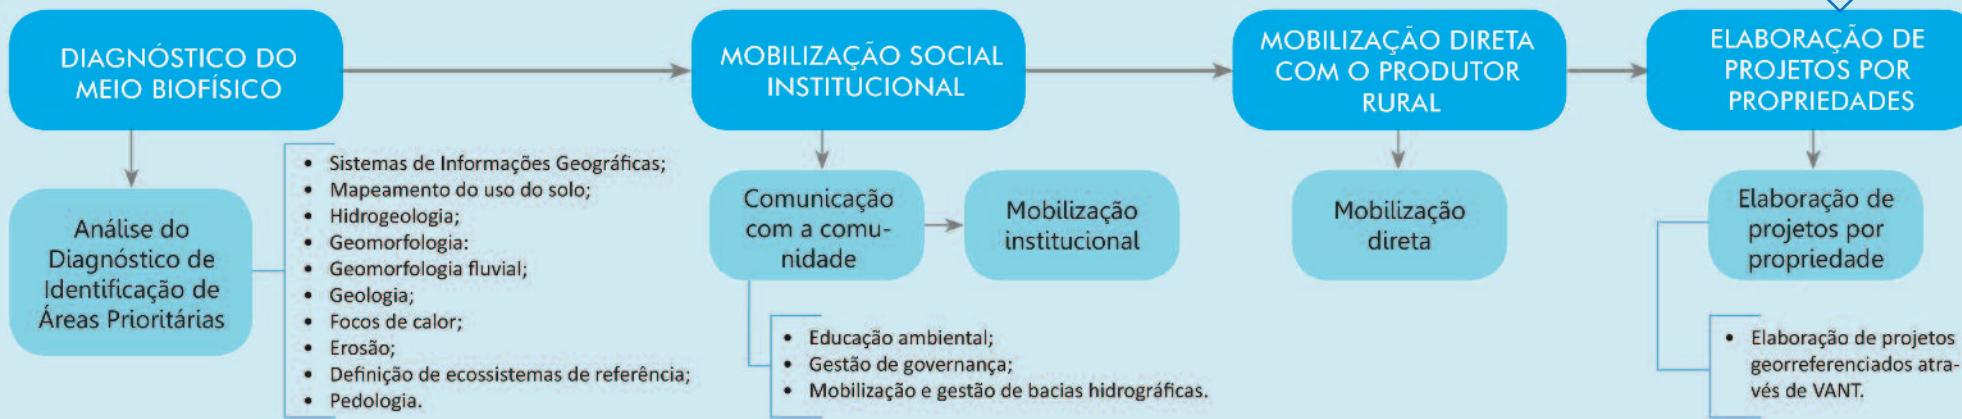 DIAGNÓSTICO DO
MEIO BIOFÍSICO
MOBILIZAÇÃO SOCIAL
INSTITUCIONAL
MOBILIZAÇÃO DIRETA
COM O PRODUTOR
RURAL
ELABORAÇÃO DE
PROJETOS POR
PROPRIEDADES
Análise do
Diagnóstico de
Identificação de
Áreas Prioritárias
• Sistemas de Informações Geográficas;
• Mapeamento do uso do solo;
• Hidrogeologia;
• Geomorfologia:
• Geomorfologia fluvial;
• Geologia;
• Focos de calor;
• Erosão;
• Definição de ecossistemas de referência;
• Pedologia.
Comunicação
com a comu-
nidade
Mobilização
institucional
• Educação ambiental;
• Gestão de governança;
• Mobilização e gestão de bacias hidrográficas.
Mobilização
direta
Elaboração de
projetos por
propriedade
• Elaboração de projetos
georreferenciados atra-
vés de VANT.